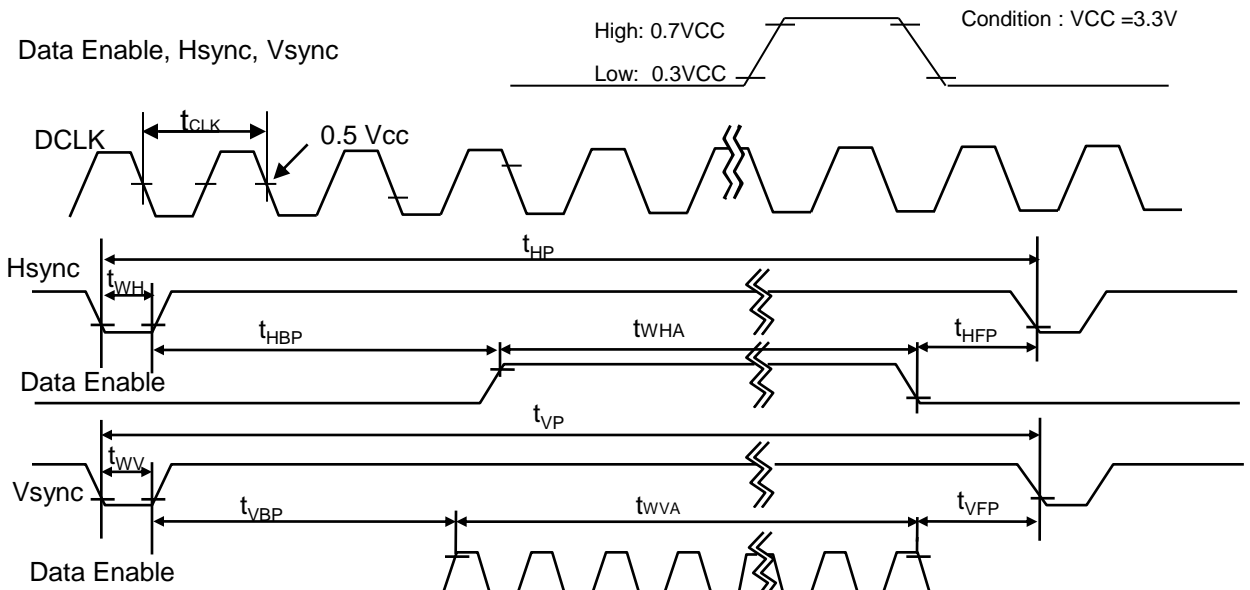 High: 0.7VCC
Condition : VCC =3.3V
Data Enable, Hsync, Vsync
Low: 0.3VCC
tCLK
DCLK
0.5 Vcc
tHP
Hsync
tWH
tHBP
tWHA
tHFP
Data Enable
tVP
tWV
Vsync
tVBP
tWVA
tVFP
Data Enable